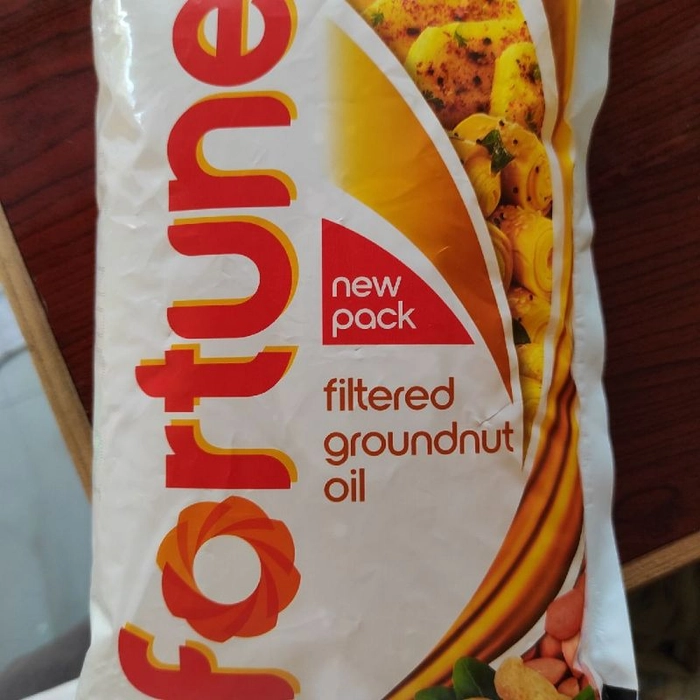 fortune
new
pack
filtered
groundnut
oil